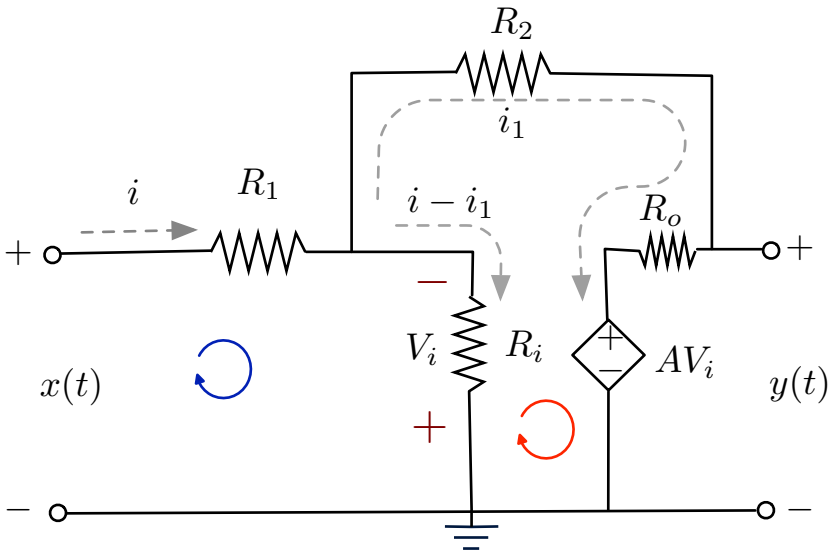 R₂
i₁
i
R₁
i − i₁
Rₒ
+
+
−
+
Vᵢ
Rᵢ
−
AVᵢ
x(t)
y(t)
+
−
−